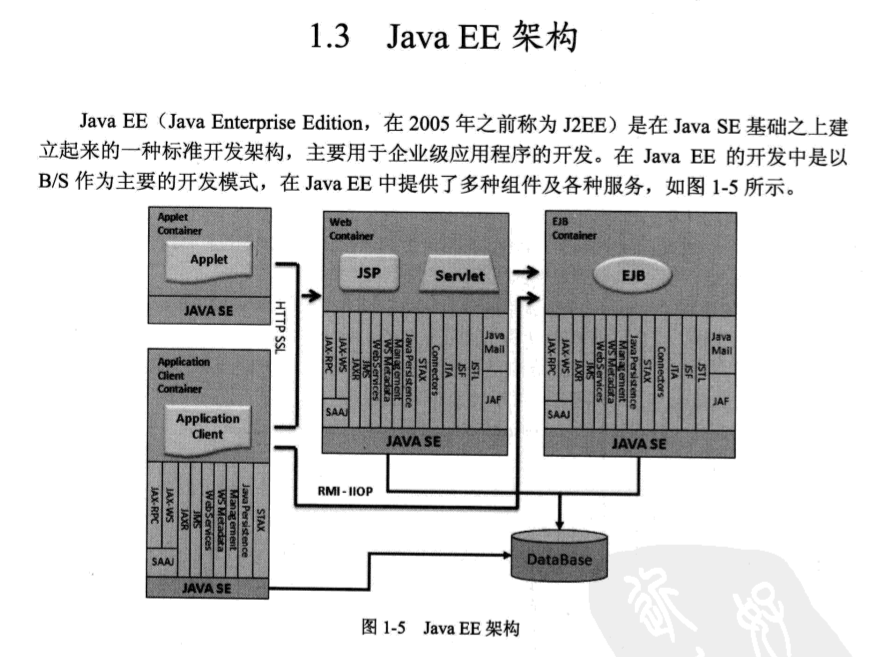 1.3 Java EE 架构
Java EE（Java Enterprise Edition，在 2005 年之前称为 J2EE）是在 Java SE 基础之上建
立起来的一种标准开发架构，主要用于企业级应用程序的开发。在 Java EE 的开发中是以
B/S 作为主要的开发模式，在 Java EE 中提供了多种组件及各种服务，如图 1-5 所示。
Applet
Container
Applet
JAVA SE
HTTP SSL
Application
Client
Container
Application
Client
JAX-RPC
JAX-WS
SAAJ
JAXR
JMS
WebServices
WS Metadata
Management
Java Persistence
STAX
JAVA SE
Web
Container
JSP
Servlet
JAX-RPC
JAX-WS
SAAJ
JAXR
JMS
WebServices
WS Metadata
Management
Java Persistence
STAX
Connectors
JTA
JSF
JSTL
Java
Mail
JAF
JAVA SE
RMI-IIOP
EJB
Container
EJB
JAX-RPC
JAX-WS
SAAJ
JAXR
JMS
WebServices
WS Metadata
Management
Java Persistence
STAX
Connectors
JTA
JSF
JSTL
Java
Mail
JAF
JAVA SE
DataBase
图 1-5 Java EE 架构